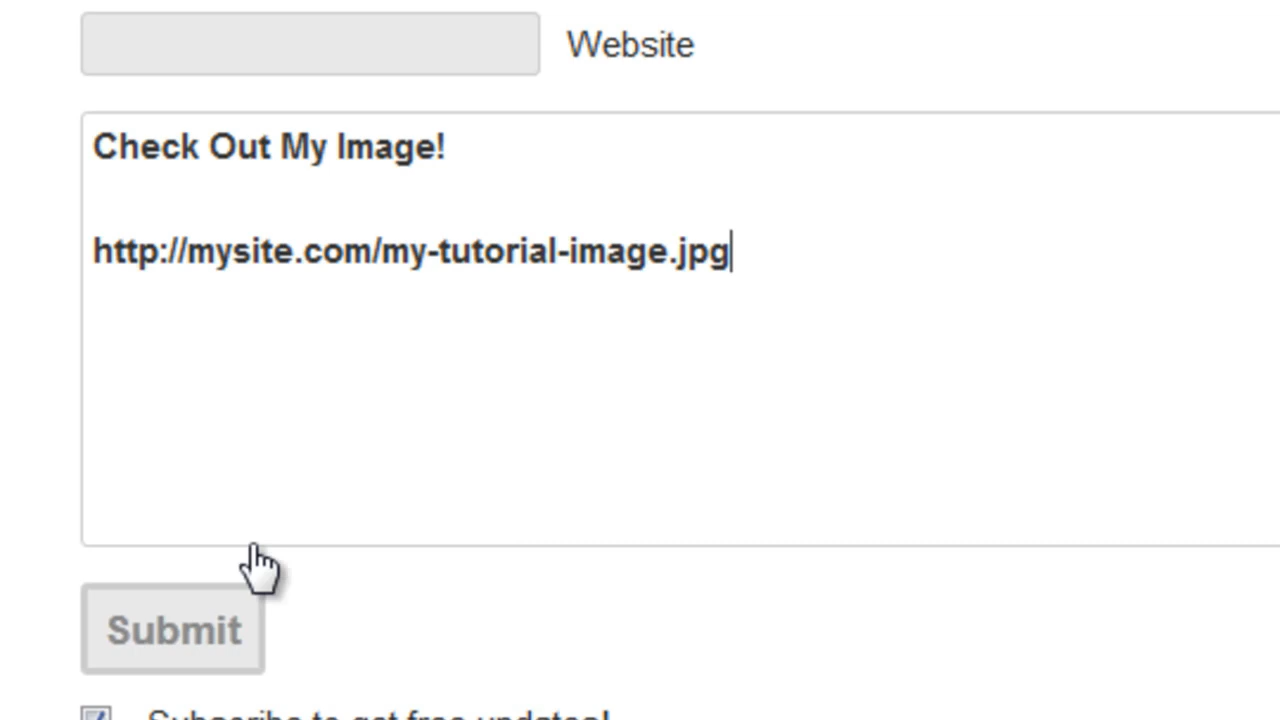 Website
Check Out My Image!
http://mysite.com/my-tutorial-image.jpg
Submit
Subscribe to get free updates!